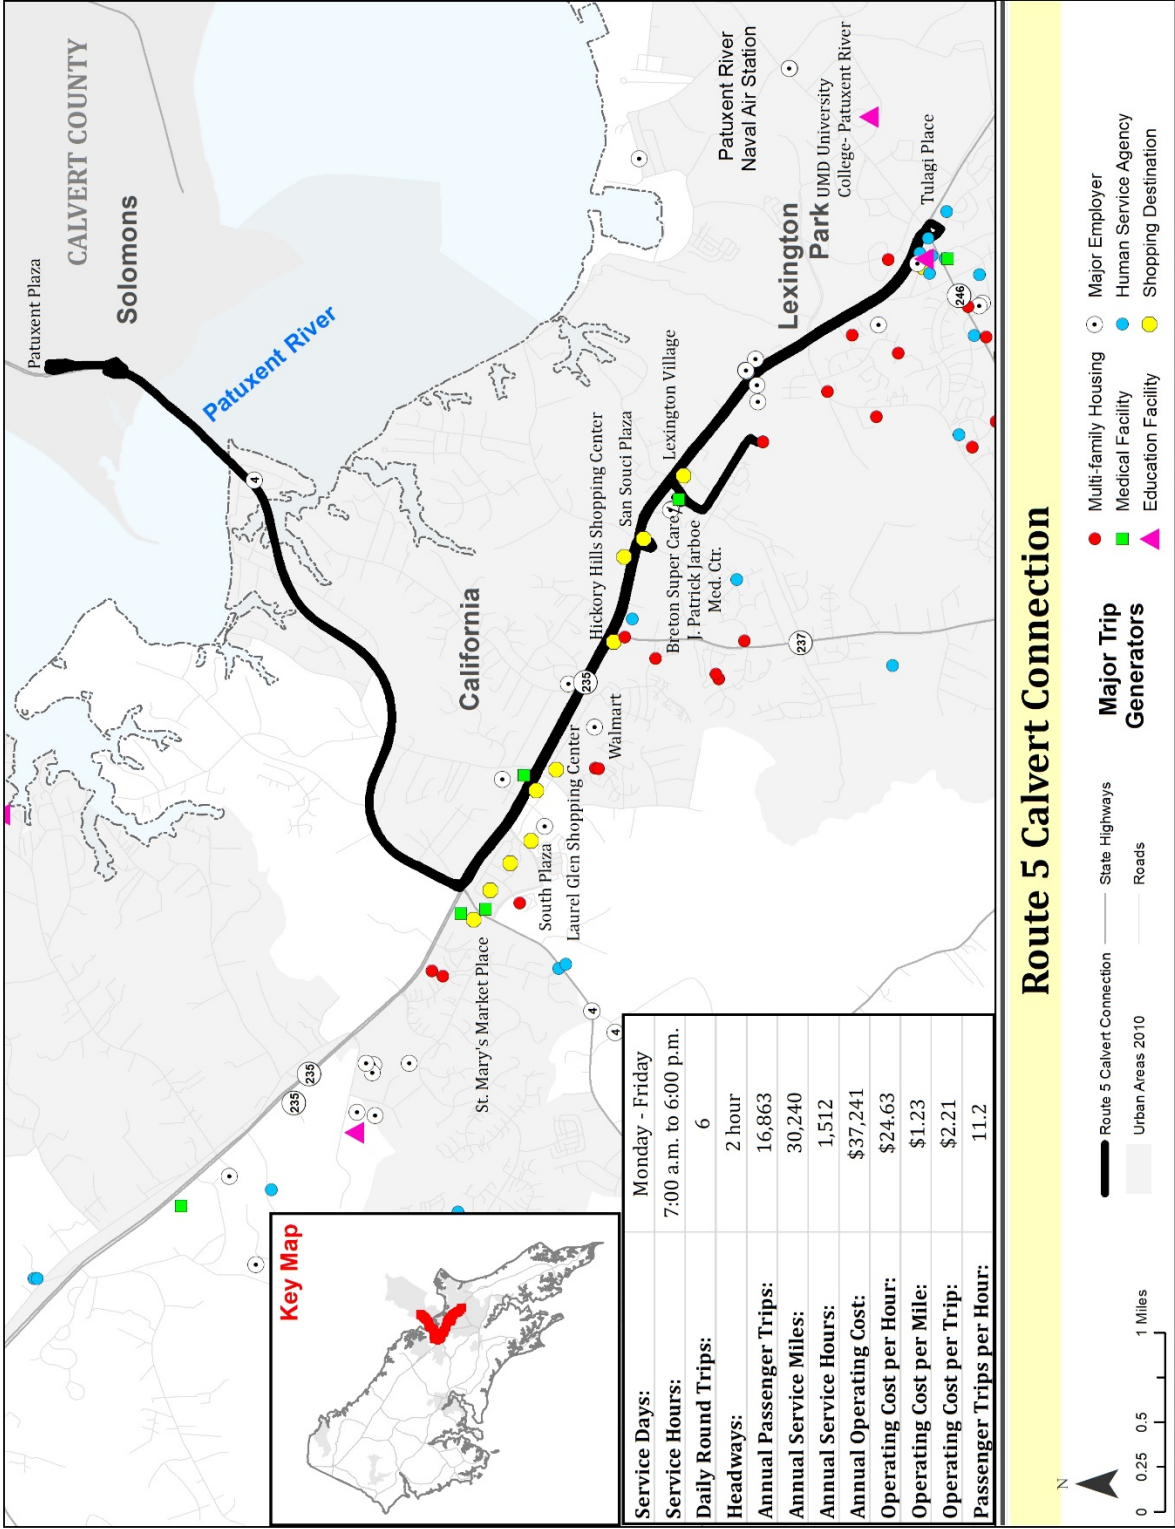 Patuxent Plaza
CALVERT COUNTY
Solomons
Patuxent River
4
Patuxent River
Naval Air Station
UMD University
College- Patuxent River
Tulagi Place
Lexington
Park
246
Lexington Village
San Souci Plaza
Hickory Hills Shopping Center
Breton Super Care
J. Patrick Jarboe
Med. Ctr.
237
California
235
Walmart
Laurel Glen Shopping Center
South Plaza
St. Mary's Market Place
4
4
235
235
Key Map
Service Days: Monday - Friday
Service Hours: 7:00 a.m. to 6:00 p.m.
Daily Round Trips: 6
Headways: 2 hour
Annual Passenger Trips: 16,863
Annual Service Miles: 30,240
Annual Service Hours: 1,512
Annual Operating Cost: $37,241
Operating Cost per Hour: $24.63
Operating Cost per Mile: $1.23
Operating Cost per Trip: $2.21
Passenger Trips per Hour: 11.2
Route 5 Calvert Connection
N
0 0.25 0.5 1 Miles
Route 5 Calvert Connection
Urban Areas 2010
State Highways
Roads
Major Trip
Generators
Multi-family Housing
Medical Facility
Education Facility
Major Employer
Human Service Agency
Shopping Destination